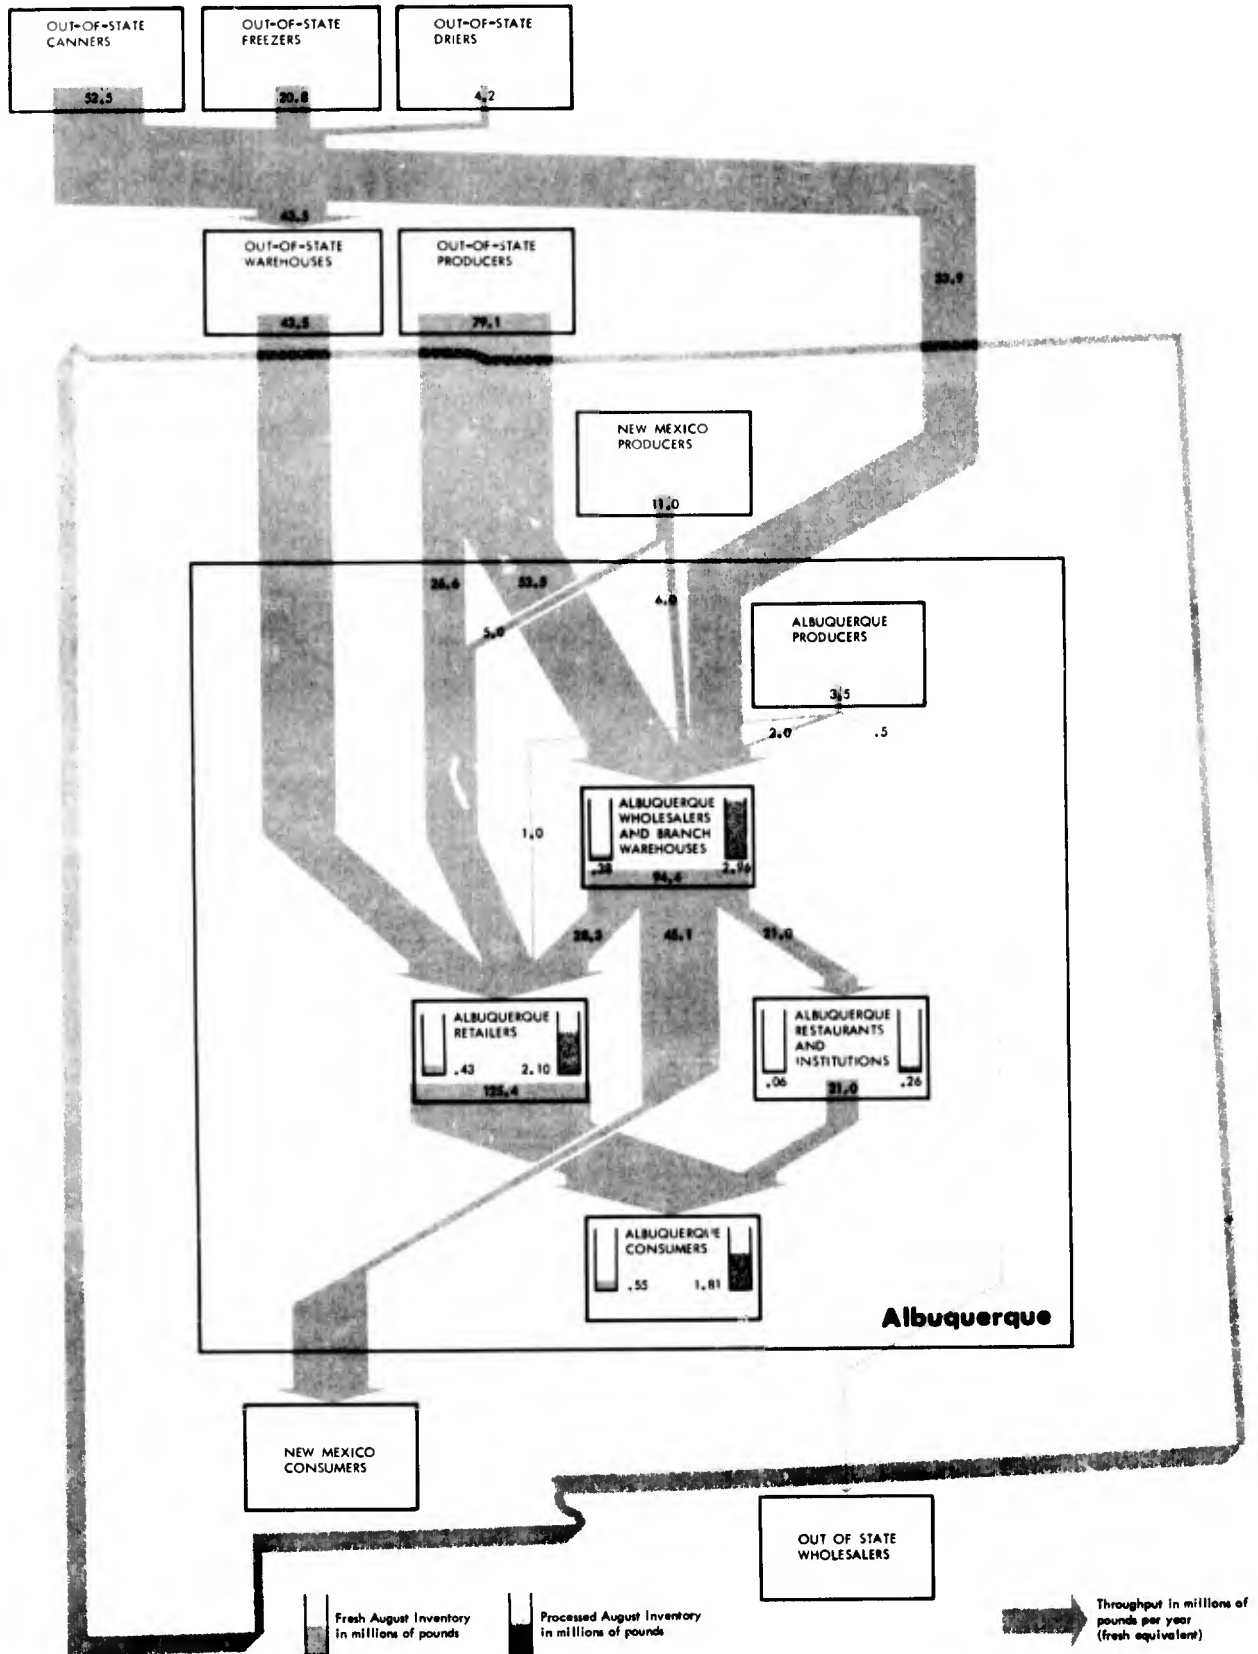 OUT-OF-STATE
CANNERS
52.5
OUT-OF-STATE
FREEZERS
20.8
OUT-OF-STATE
DRIERS
4.2
43.5
OUT-OF-STATE
WAREHOUSES
43.5
OUT-OF-STATE
PRODUCERS
79.1
33.9
NEW MEXICO
PRODUCERS
11.0
26.6
53.5
5.0
6.0
ALBUQUERQUE
PRODUCERS
3.5
2.0
.5
1.0
ALBUQUERQUE
WHOLESALERS
AND BRANCH
WAREHOUSES
.38
94.4
2.96
28.3
45.1
21.0
ALBUQUERQUE
RETAILERS
.43
2.10
125.4
ALBUQUERQUE
RESTAURANTS
AND
INSTITUTIONS
.06
21.0
.26
ALBUQUERQUE
CONSUMERS
.55
1.81
Albuquerque
NEW MEXICO
CONSUMERS
OUT OF STATE
WHOLESALERS
Fresh August Inventory
in millions of pounds
Processed August Inventory
in millions of pounds
Throughput in millions of
pounds per year
(fresh equivalent)